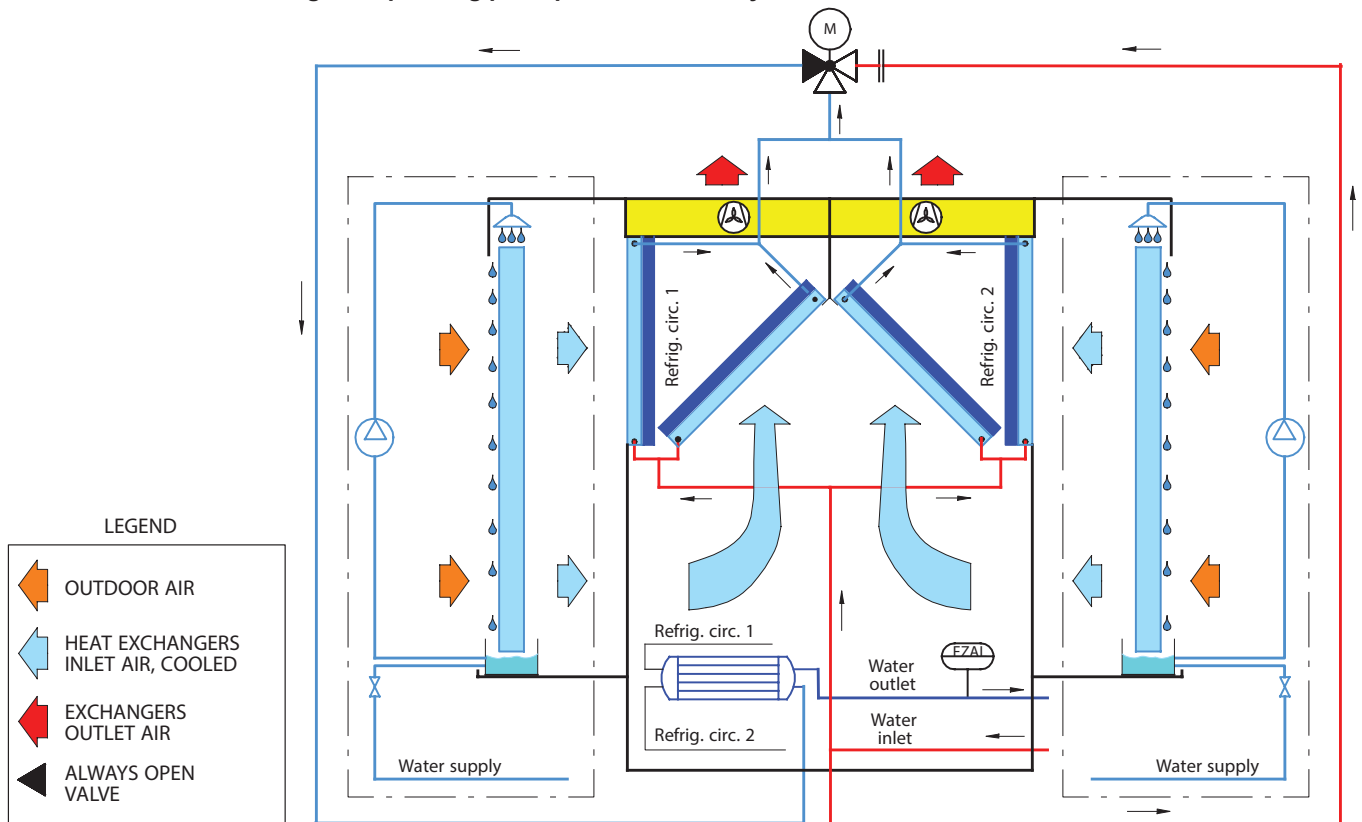 M
Refrig. circ. 1
Refrig. circ. 2
LEGEND
OUTDOOR AIR
HEAT EXCHANGERS
INLET AIR, COOLED
EXCHANGERS
OUTLET AIR
ALWAYS OPEN
VALVE
Refrig. circ. 1
Refrig. circ. 2
Water
outlet
FZAL
Water
inlet
Water supply
Water supply